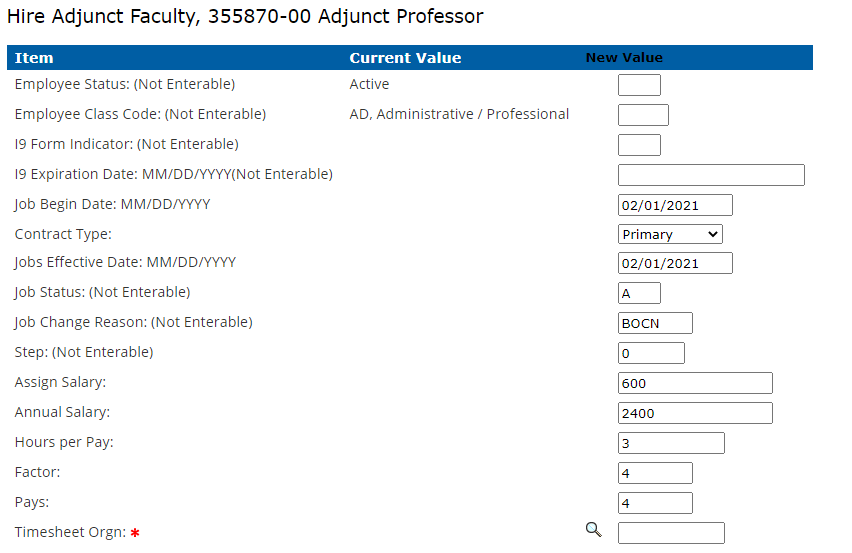 Hire Adjunct Faculty, 355870-00 Adjunct Professor
Item Current Value New Value
Employee Status: (Not Enterable) Active
Employee Class Code: (Not Enterable) AD, Administrative / Professional
I9 Form Indicator: (Not Enterable)
I9 Expiration Date: MM/DD/YYYY(Not Enterable)
Job Begin Date: MM/DD/YYYY 02/01/2021
Contract Type: Primary
Jobs Effective Date: MM/DD/YYYY 02/01/2021
Job Status: (Not Enterable) A
Job Change Reason: (Not Enterable) BOCN
Step: (Not Enterable) 0
Assign Salary: 600
Annual Salary: 2400
Hours per Pay: 3
Factor: 4
Pays: 4
Timesheet Orgn: *